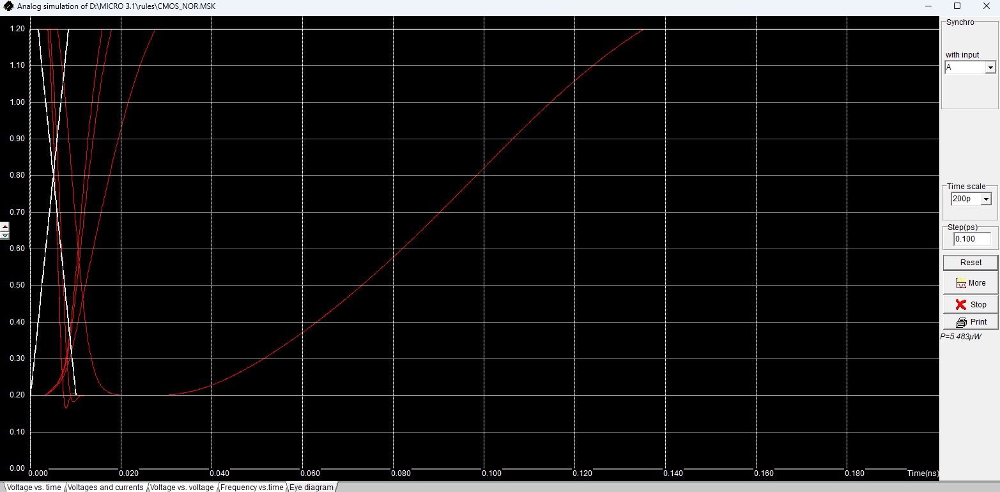 Analog simulation of D:\MICRO 3.1\rules\CMOS_NOR.MSK
Synchro
with input
A
Time scale
200p
Step(ps)
0.100
Reset
More
Stop
Print
P=5.483µW
1.20
1.10
1.00
0.90
0.80
0.70
0.60
0.50
0.40
0.30
0.20
0.10
0.00
0.000 0.020 0.040 0.060 0.080 0.100 0.120 0.140 0.160 0.180 Time(ns)
Voltage vs. time Voltages and currents Voltage vs. voltage Frequency vs.time Eye diagram